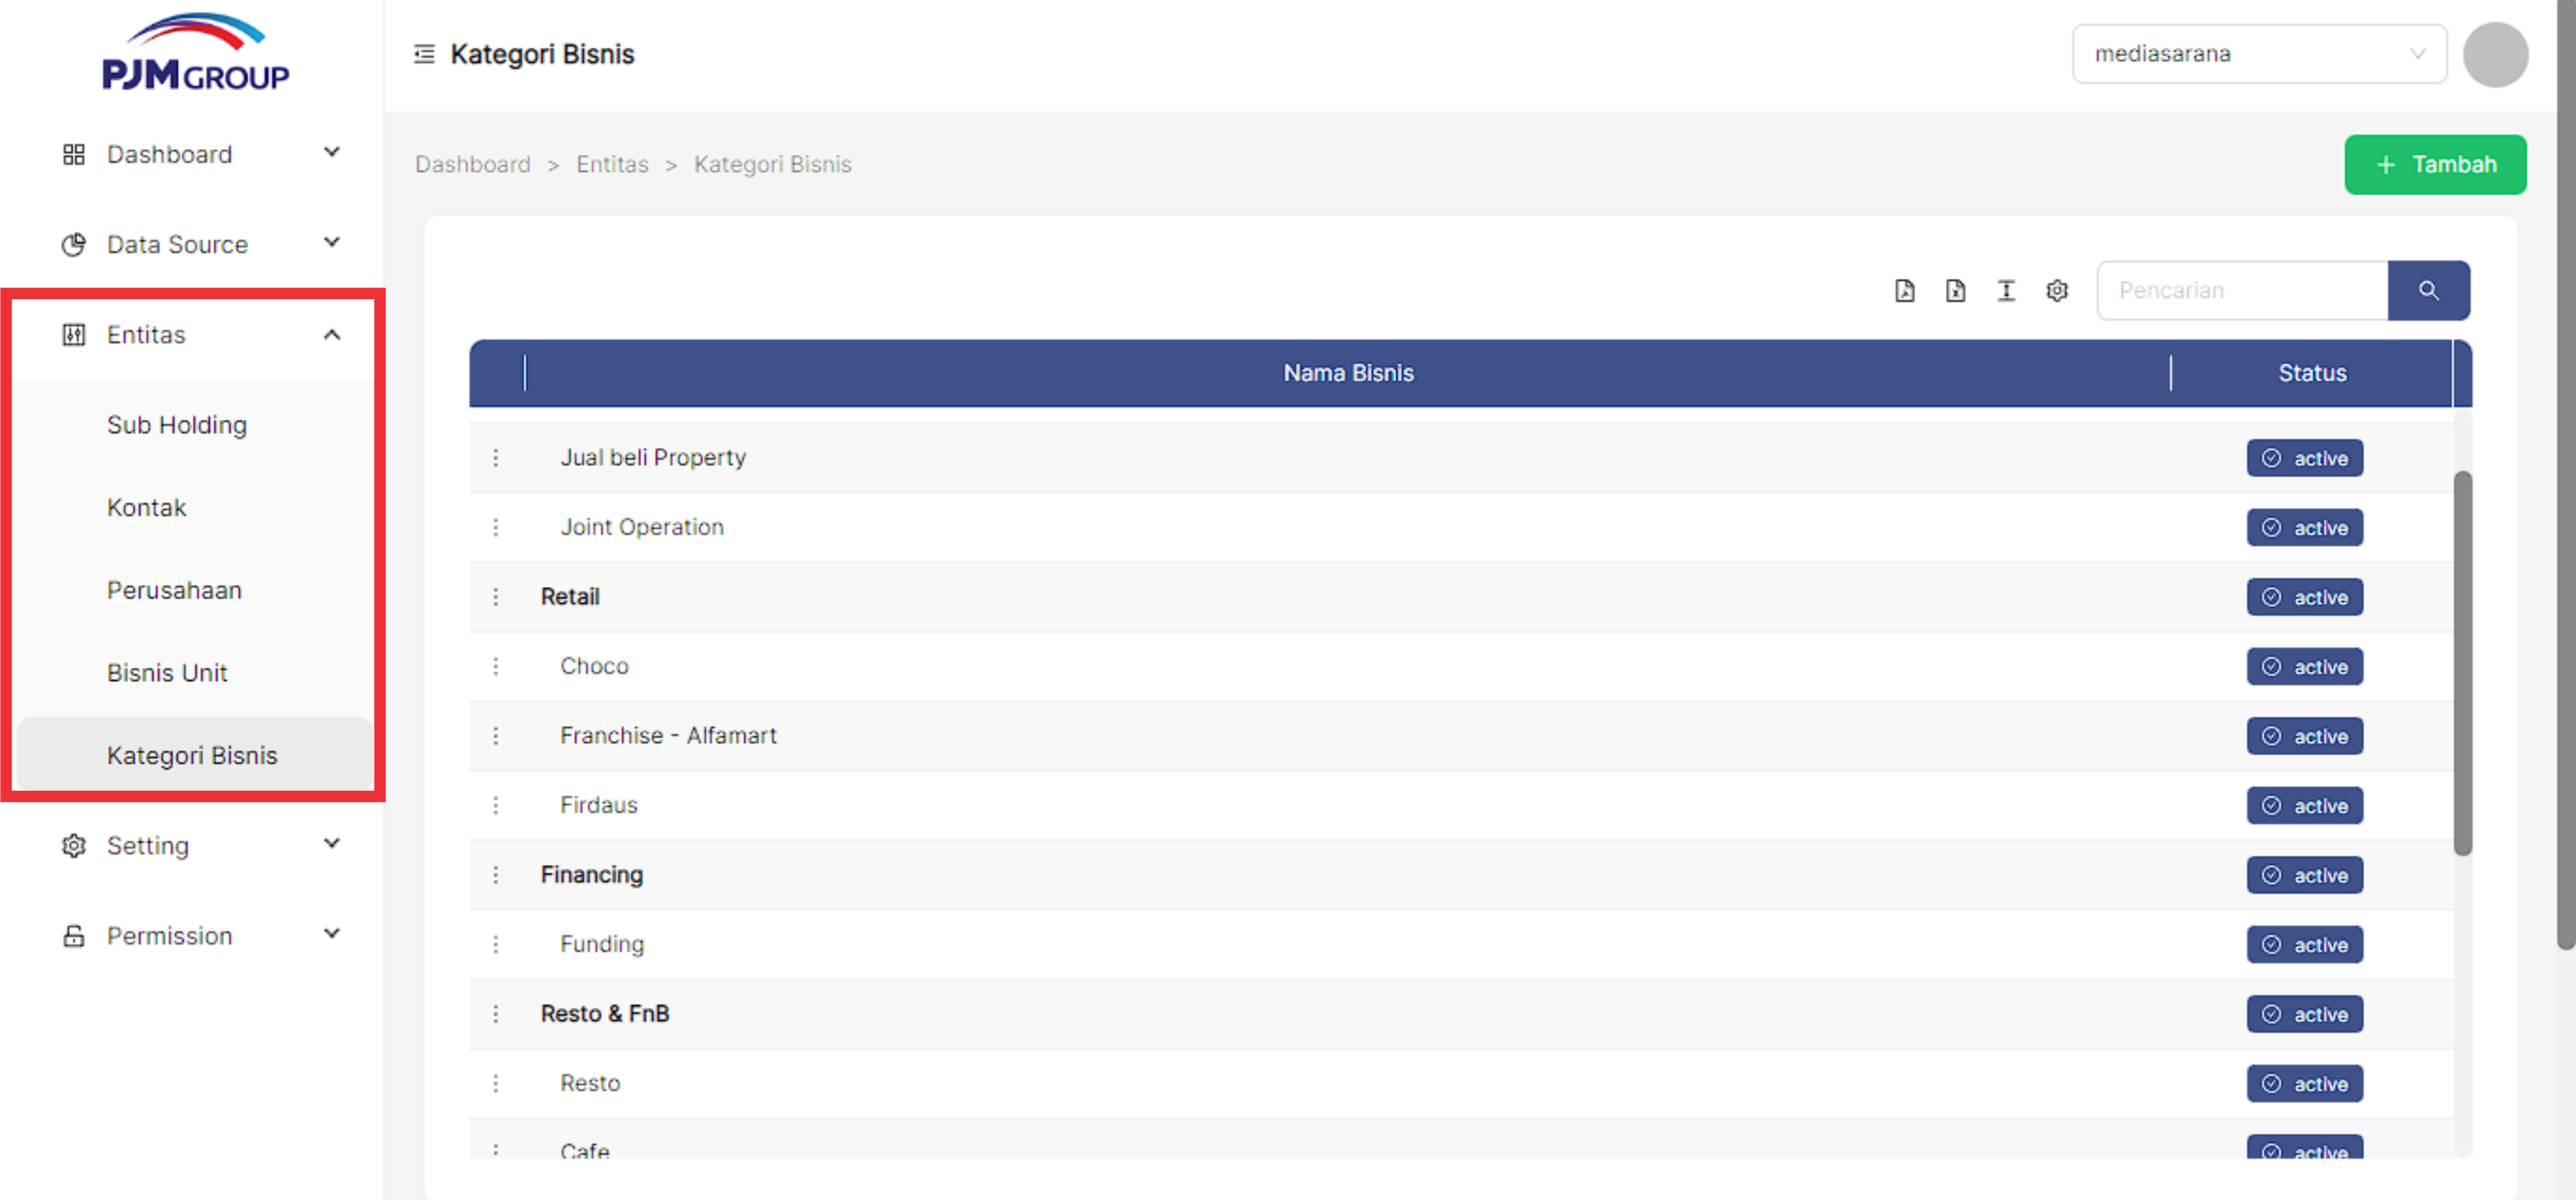 PJM GROUP
Dashboard
Data Source
Entitas
Sub Holding
Kontak
Perusahaan
Bisnis Unit
Kategori Bisnis
Setting
Permission
Kategori Bisnis
mediasarana
Dashboard > Entitas > Kategori Bisnis
+ Tambah
Pencarian
Nama Bisnis Status
Jual beli Property active
Joint Operation active
Retail active
Choco active
Franchise - Alfamart active
Firdaus active
Financing active
Funding active
Resto & FnB active
Resto active
Cafe active